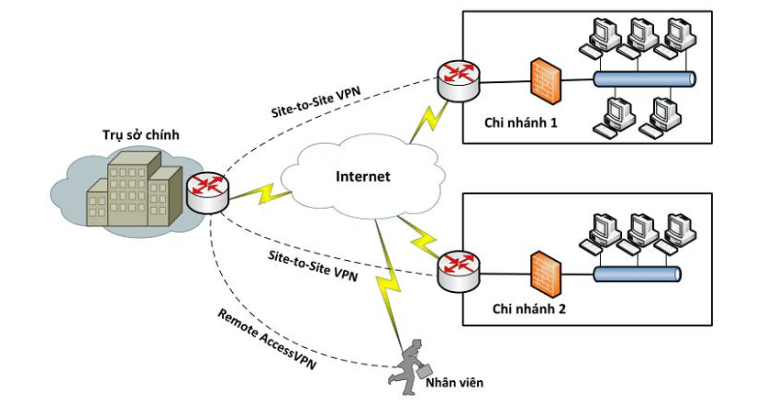 Trụ sở chính
Site-to-Site VPN
Chi nhánh 1
Internet
Site-to-Site VPN
Chi nhánh 2
Remote AccessVPN
Nhân viên